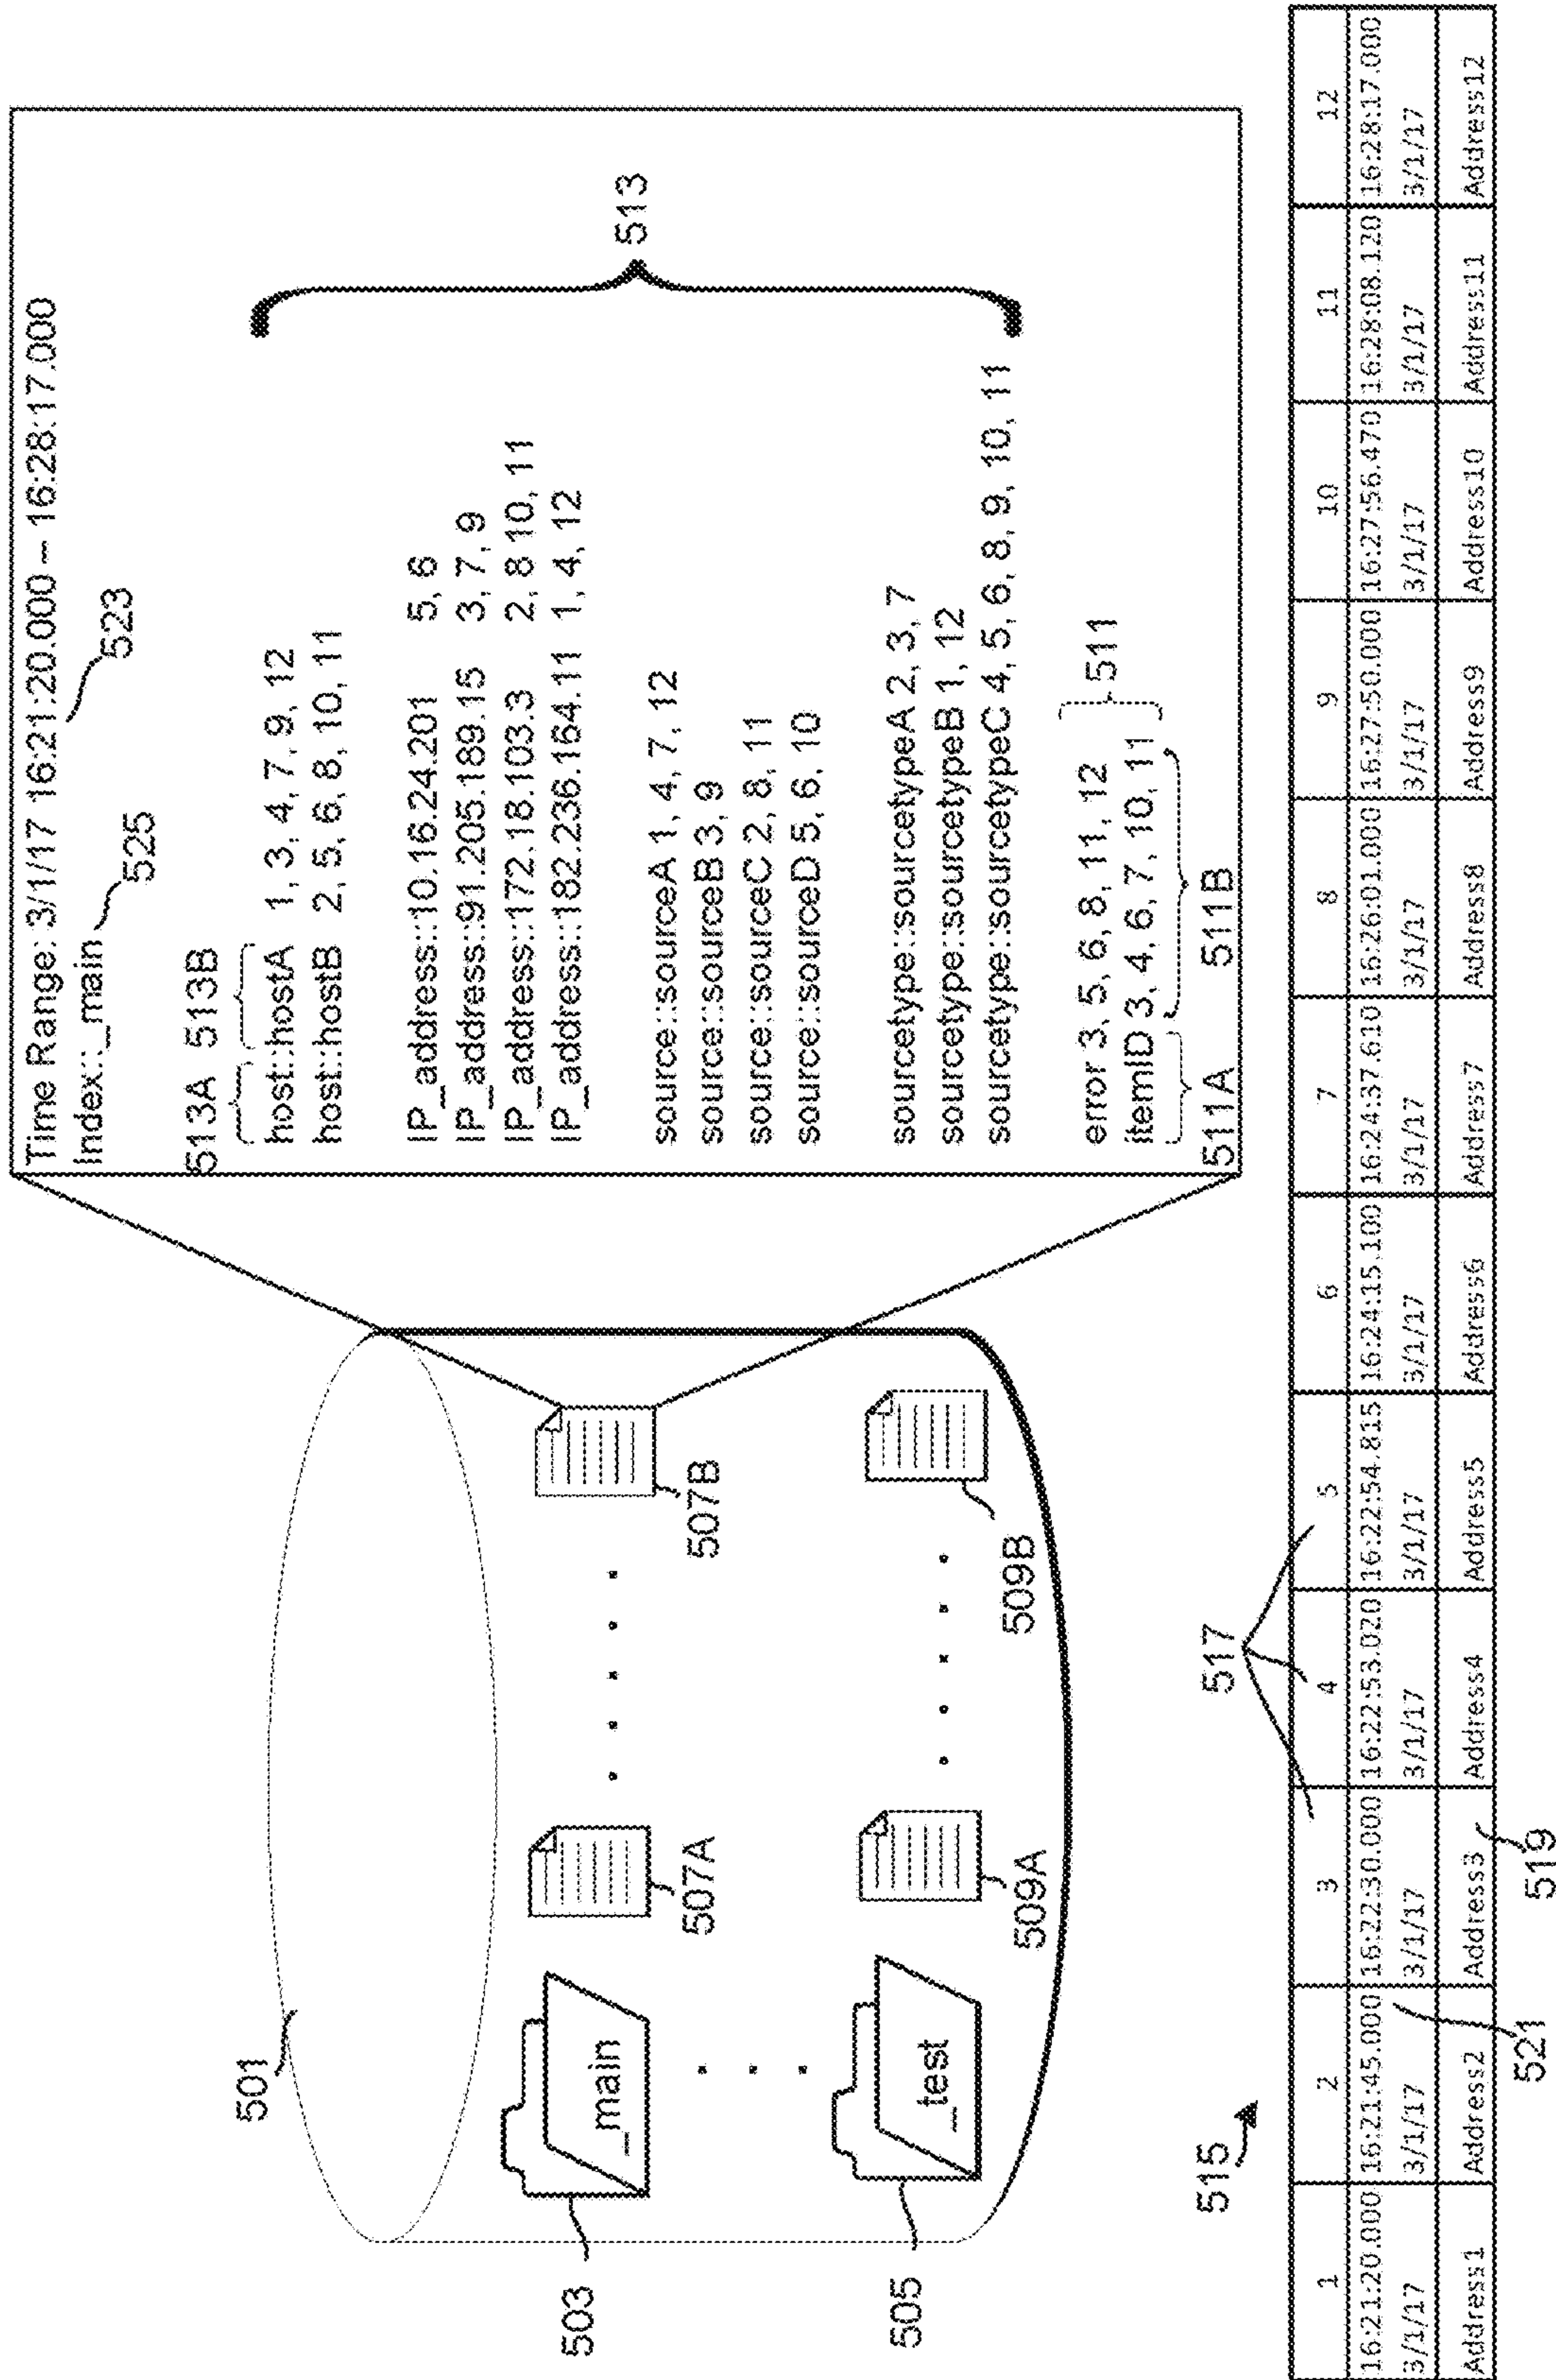 501
503
_main
507A
507B
505
_test
509A
509B
Time Range: 3/1/17 16:21:20.000 – 16:28:17.000
Index::_main
525
523
513A 513B
host::hostA 1, 3, 4, 7, 9, 12
host::hostB 2, 5, 6, 8, 10, 11
IP_address::10.16.24.201 5, 6
IP_address::91.205.189.15 3, 7, 9
IP_address::172.18.103.3 2, 8 10, 11
IP_address::182.236.164.11 1, 4, 12
513
source::sourceA 1, 4, 7, 12
source::sourceB 3, 9
source::sourceC 2, 8, 11
source::sourceD 5, 6, 10
sourcetype::sourcetypeA 2, 3, 7
sourcetype::sourcetypeB 1, 12
sourcetype::sourcetypeC 4, 5, 6, 8, 9, 10, 11
error 3, 5, 6, 8, 11, 12
itemID 3, 4, 6, 7, 10, 11
511
511A 511B
515
517
1 2 3 4 5 6 7 8 9 10 11 12
16:21:20.000 16:21:45.000 16:22:30.000 16:22:53.020 16:22:54.815 16:24:15.100 16:24:37.610 16:26:01.000 16:27:50.000 16:27:56.470 16:28:08.120 16:28:17.000
3/1/17 3/1/17 3/1/17 3/1/17 3/1/17 3/1/17 3/1/17 3/1/17 3/1/17 3/1/17 3/1/17 3/1/17
Address1 Address2 Address3 Address4 Address5 Address6 Address7 Address8 Address9 Address10 Address11 Address12
521
519